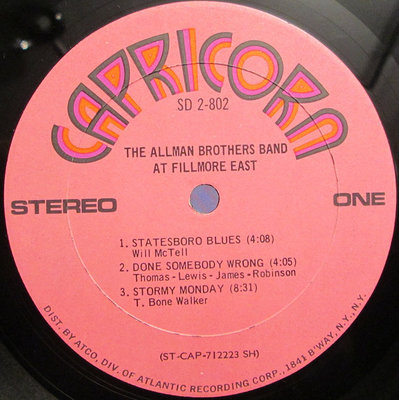 CAPRICORN
SD 2-802
THE ALLMAN BROTHERS BAND
AT FILLMORE EAST
STEREO ONE
1. STATESBORO BLUES (4:08)
Will McTell
2. DONE SOMEBODY WRONG (4:05)
Thomas-Lewis-James-Robinson
3. STORMY MONDAY (8:31)
T. Bone Walker
(ST-CAP-712223 SH)
DIST. BY ATCO, DIV. OF ATLANTIC RECORDING CORP., 1841 B'WAY, N.Y., N.Y.